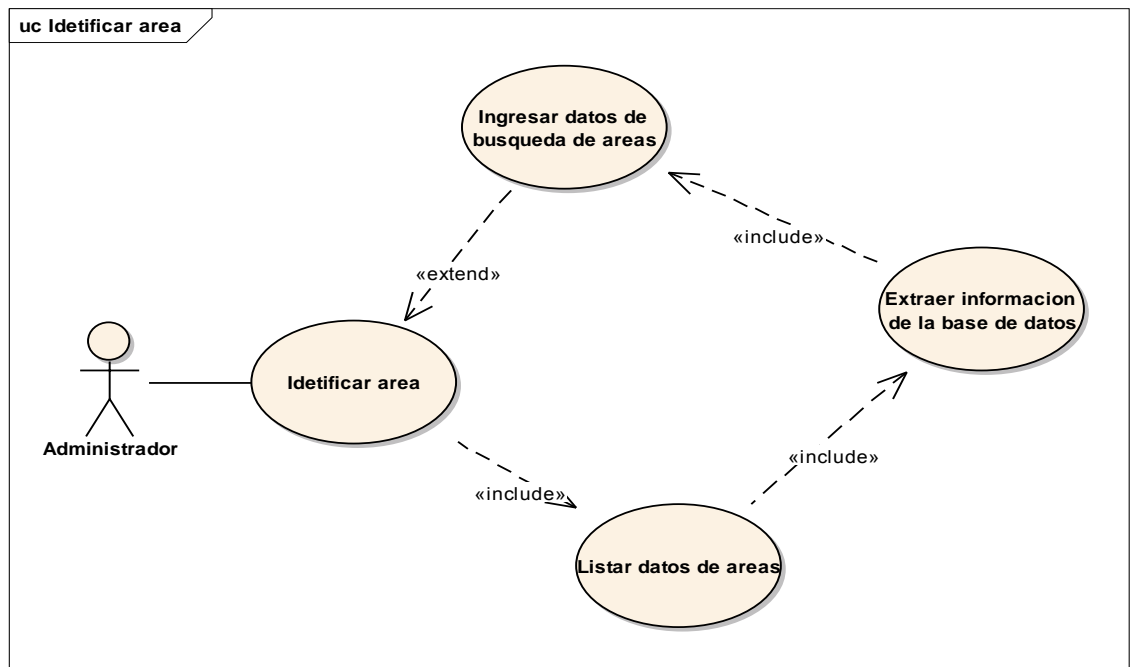 uc Idetificar area
Ingresar datos de
busqueda de areas
«include»
«extend»
Extraer informacion
de la base de datos
Idetificar area
Administrador
«include»
«include»
Listar datos de areas